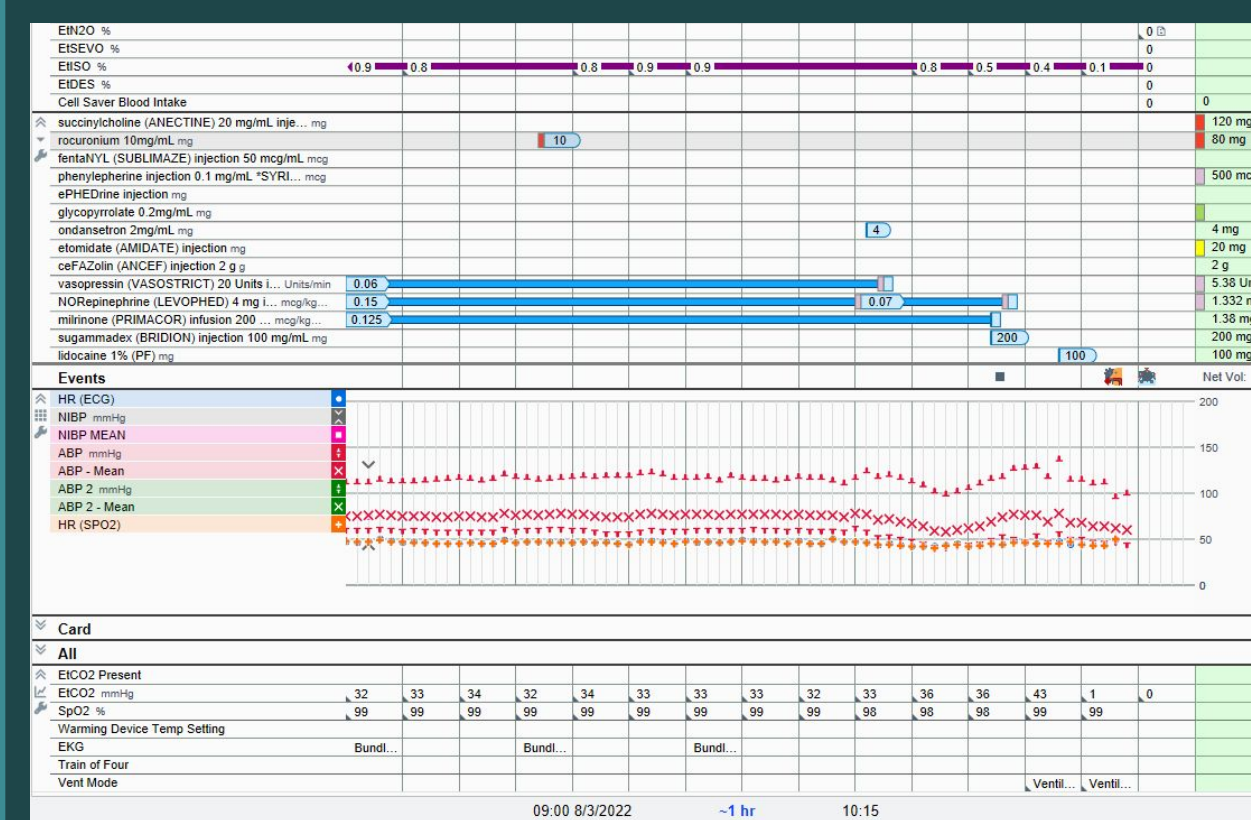 EtN2O % 0
EtSEVO % 0
EtISO % 0.9 0.8 0.8 0.9 0.9 0.8 0.5 0.4 0.1 0
EtDES % 0
Cell Saver Blood Intake 0 0
succinylcholine (ANECTINE) 20 mg/mL inje... mg 120 mg
rocuronium 10mg/mL mg 10 80 mg
fentaNYL (SUBLIMAZE) injection 50 mcg/mL mcg
phenylepherine injection 0.1 mg/mL *SYRI... mcg 500 mc
ePHEDrine injection mg
glycopyrrolate 0.2mg/mL mg
ondansetron 2mg/mL mg 4 4 mg
etomidate (AMIDATE) injection mg 20 mg
ceFAZolin (ANCEF) injection 2 g g 2 g
vasopressin (VASOSTRICT) 20 Units i... Units/min 0.06 5.38 Un
NORepinephrine (LEVOPHED) 4 mg i... mcg/kg... 0.15 0.07 1.332 m
milrinone (PRIMACOR) infusion 200 ... mcg/kg... 0.125 1.38 mg
sugammadex (BRIDION) injection 100 mg/mL mg 200 200 mg
lidocaine 1% (PF) mg 100 100 mg
Events Net Vol:
HR (ECG) 200
NIBP mmHg
NIBP MEAN
ABP mmHg 150
ABP - Mean
ABP 2 mmHg 100
ABP 2 - Mean
HR (SPO2)
50
0
Card
All
EtCO2 Present
EtCO2 mmHg 32 33 34 32 34 33 33 33 32 33 36 36 43 1 0
SpO2 % 99 99 99 99 99 99 99 99 99 98 98 98 99 99
Warming Device Temp Setting
EKG Bundl... Bundl... Bundl...
Train of Four
Vent Mode Ventil... Ventil...
09:00 8/3/2022 ~1 hr 10:15